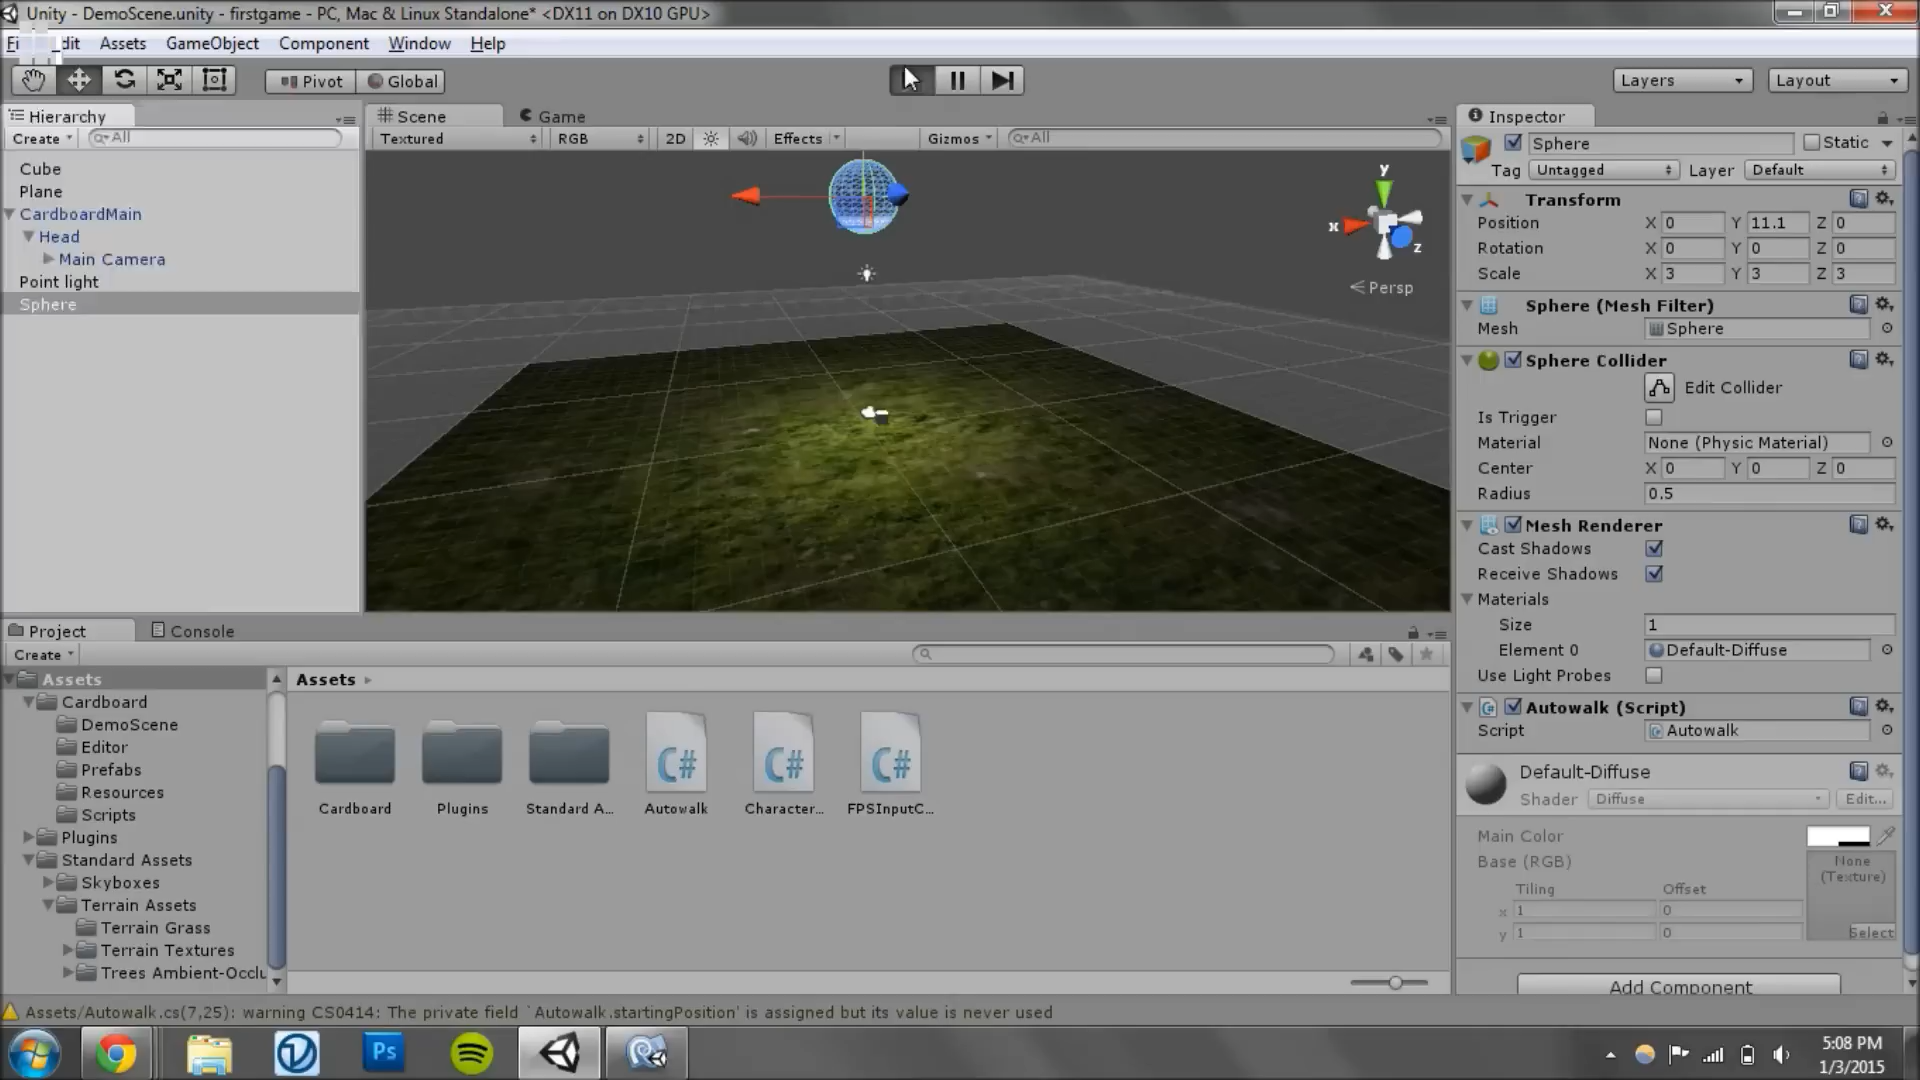 Unity - DemoScene.unity - firstgame - PC, Mac & Linux Standalone* <DX11 on DX10 GPU>
Assets GameObject Component Window Help
Pivot Global Layers Layout
Hierarchy
Create All
Cube
Plane
CardboardMain
Head
Main Camera
Point light
Sphere
Scene Game
Textured RGB 2D Effects Gizmos All
y
x
z
Persp
Inspector
Sphere Static
Tag Untagged Layer Default
Transform
Position X 0 Y 11.1 Z 0
Rotation X 0 Y 0 Z 0
Scale X 3 Y 3 Z 3
Sphere (Mesh Filter)
Mesh Sphere
Sphere Collider
Edit Collider
Is Trigger
Material None (Physic Material)
Center X 0 Y 0 Z 0
Radius 0.5
Mesh Renderer
Cast Shadows
Receive Shadows
Materials
Size 1
Element 0 Default-Diffuse
Use Light Probes
Autowalk (Script)
Script Autowalk
Default-Diffuse
Shader Diffuse Edit...
Main Color
Base (RGB)
None
(Texture)
Tiling Offset
x 1 0
y 1 0
Select
Add Component
Project Console
Create
Assets
Cardboard
DemoScene
Editor
Prefabs
Resources
Scripts
Plugins
Standard Assets
Skyboxes
Terrain Assets
Terrain Grass
Terrain Textures
Trees Ambient-Occlu
Assets
C# C# C#
Cardboard Plugins Standard A... Autowalk Character... FPSInputC...
Assets/Autowalk.cs(7,25): warning CS0414: The private field `Autowalk.startingPosition' is assigned but its value is never used
Ps
5:08 PM
1/3/2015